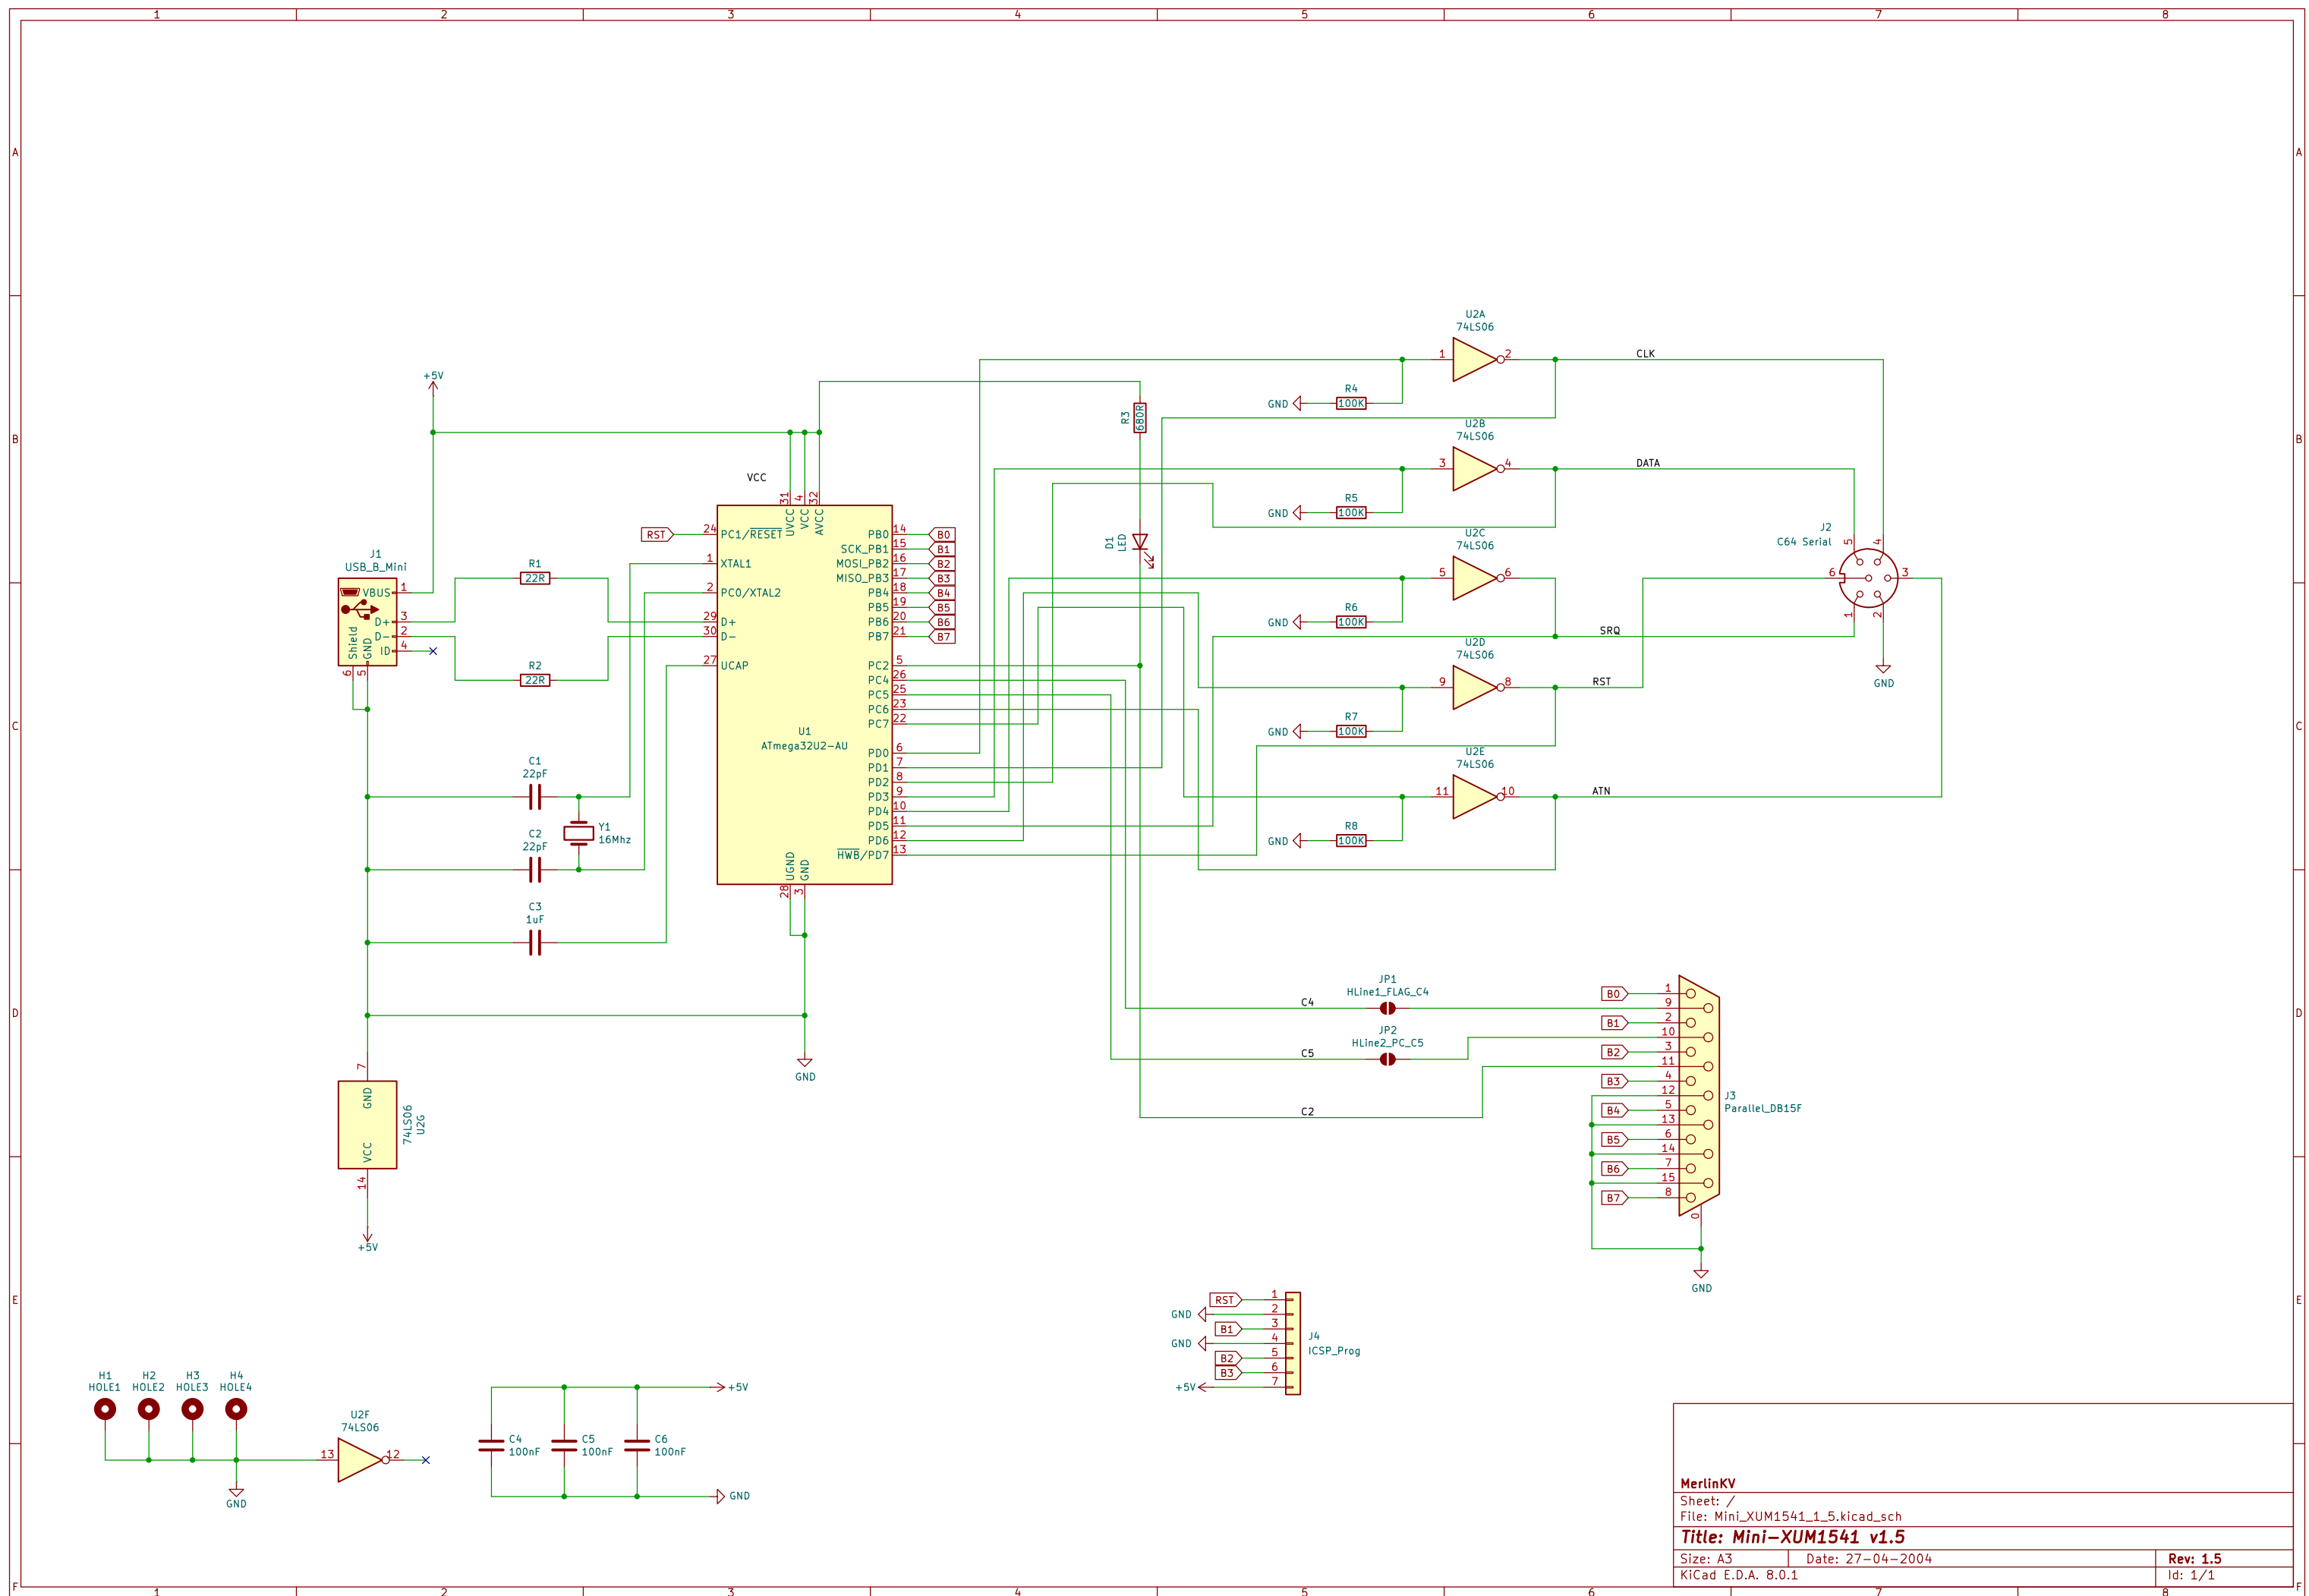 1 2 3 4 5 6 7 8
A A
B B
C C
D D
E E
F F
U2A
74LS06
1 2
CLK
R4
GND 100K
+5V
R3
680R
U2B
74LS06
3 4
DATA
R5
GND 100K
VCC
31 4 32
UVCC VCC AVCC
RST 24 PC1/RESET
1 XTAL1
2 PC0/XTAL2
29 D+
30 D-
27 UCAP
PB0 14 B0
SCK_PB1 15 B1
MOSI_PB2 16 B2
MISO_PB3 17 B3
PB4 18 B4
PB5 19 B5
PB6 20 B6
PB7 21 B7
PC2 5
PC4 26
PC5 25
PC6 23
PC7 22
U1
ATmega32U2-AU
PD0 6
PD1 7
PD2 8
PD3 9
PD4 10
PD5 11
PD6 12
HWB/PD7 13
UGND GND
28 3
GND
D1
LED
U2C
74LS06
5 6
R6
GND 100K
SRQ
U2D
74LS06
9 8
RST
R7
GND 100K
U2E
74LS06
11 10
ATN
R8
GND 100K
J2
C64 Serial
5 4
6 3
1 2
GND
J1
USB_B_Mini
VBUS 1
D+ 3
D- 2
ID 4
Shield GND
6 5
R1
22R
R2
22R
C1
22pF
C2
22pF
Y1
16Mhz
C3
1uF
7
GND
VCC
14
74LS06
U2G
+5V
JP1
HLine1_FLAG_C4
C4
JP2
HLine2_PC_C5
C5
C2
B0 1
9
B1 2
10
B2 3
11
B3 4
12
B4 5
13
B5 6
14
B6 7
15
B7 8
0
J3
Parallel_DB15F
GND
RST 1
GND 2
B1 3
GND 4
B2 5
B3 6
+5V 7
J4
ICSP_Prog
H1 H2 H3 H4
HOLE1 HOLE2 HOLE3 HOLE4
GND
U2F
74LS06
13 12
+5V
C4 C5 C6
100nF 100nF 100nF
GND
MerlinKV
Sheet: /
File: Mini_XUM1541_1_5.kicad_sch
Title: Mini-XUM1541 v1.5
Size: A3 Date: 27-04-2004 Rev: 1.5
KiCad E.D.A. 8.0.1 Id: 1/1
1 2 3 4 5 6 7 8